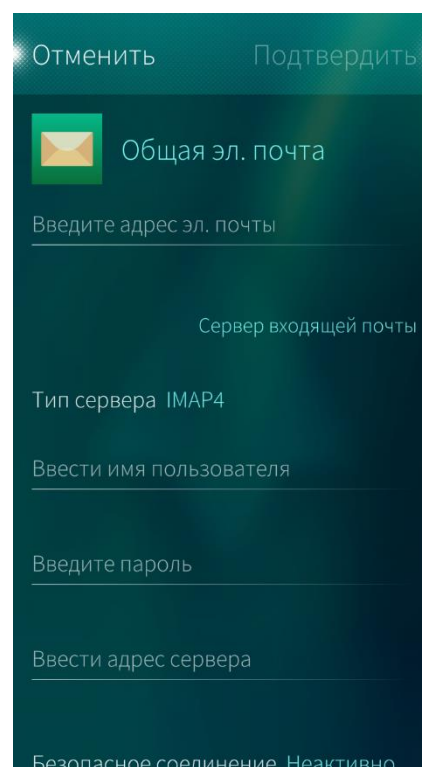 Отменить Подтвердить
Общая эл. почта
Введите адрес эл. почты
Сервер входящей почты
Тип сервера IMAP4
Ввести имя пользователя
Введите пароль
Ввести адрес сервера
Безопасное соединение Неактивно